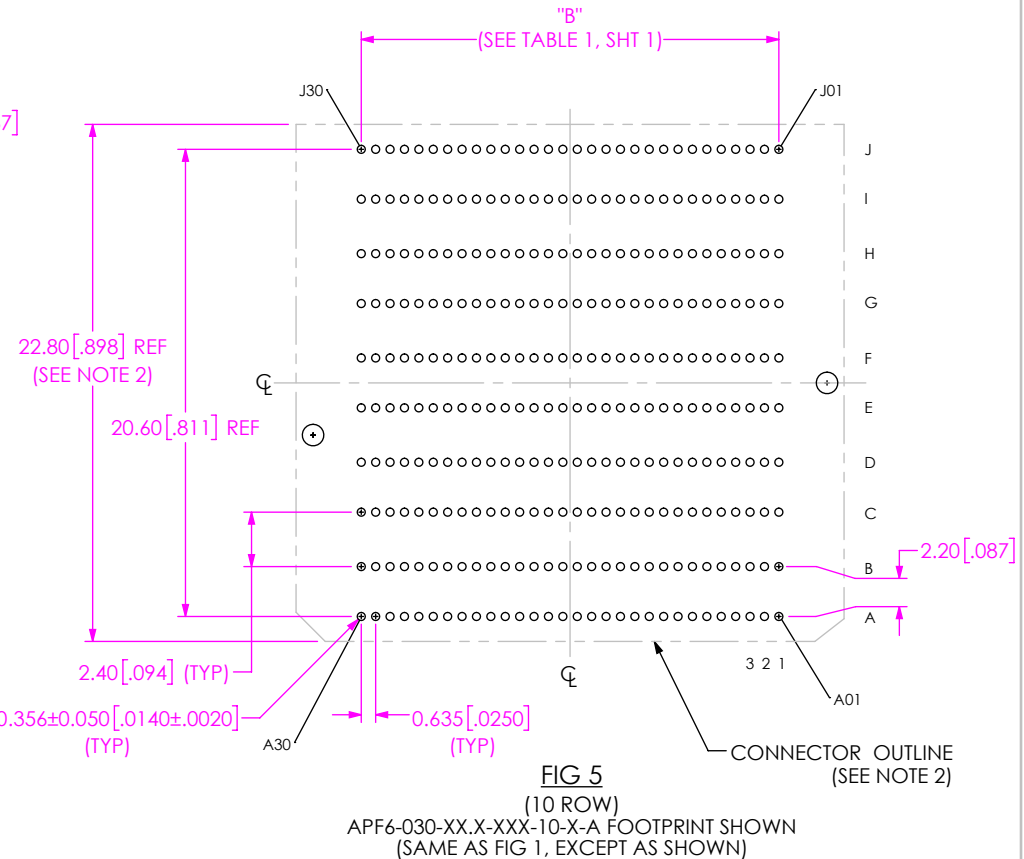 "B"
(SEE TABLE 1, SHT 1)
J30
J01
7]
J
I
H
G
22.80[.898] REF
(SEE NOTE 2)
F
℄
E
20.60[.811] REF
D
C
2.20[.087]
B
A
3 2 1
2.40[.094] (TYP)
℄
A01
0.356±0.050[.0140±.0020]
(TYP)
0.635[.0250]
(TYP)
A30
CONNECTOR OUTLINE
(SEE NOTE 2)
FIG 5
(10 ROW)
APF6-030-XX.X-XXX-10-X-A FOOTPRINT SHOWN
(SAME AS FIG 1, EXCEPT AS SHOWN)